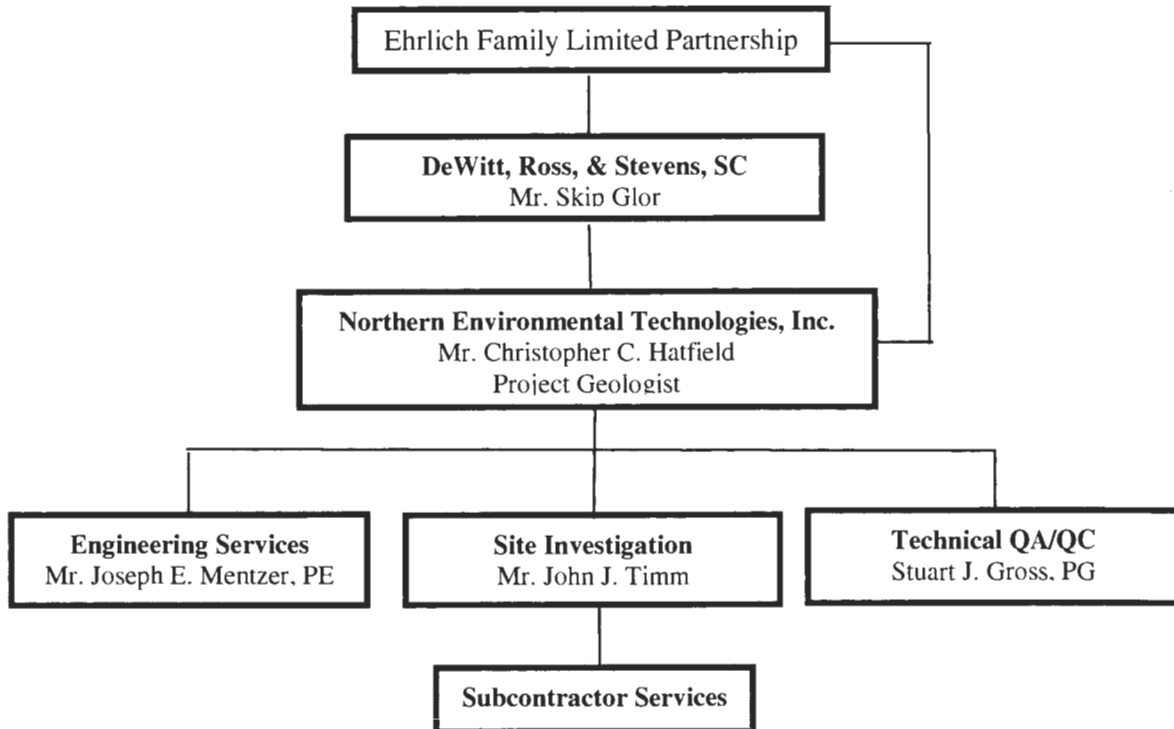 Ehrlich Family Limited Partnership
DeWitt, Ross, & Stevens, SC
Mr. Skip Glor
Northern Environmental Technologies, Inc.
Mr. Christopher C. Hatfield
Project Geologist
Engineering Services
Mr. Joseph E. Mentzer, PE
Site Investigation
Mr. John J. Timm
Technical QA/QC
Stuart J. Gross, PG
Subcontractor Services